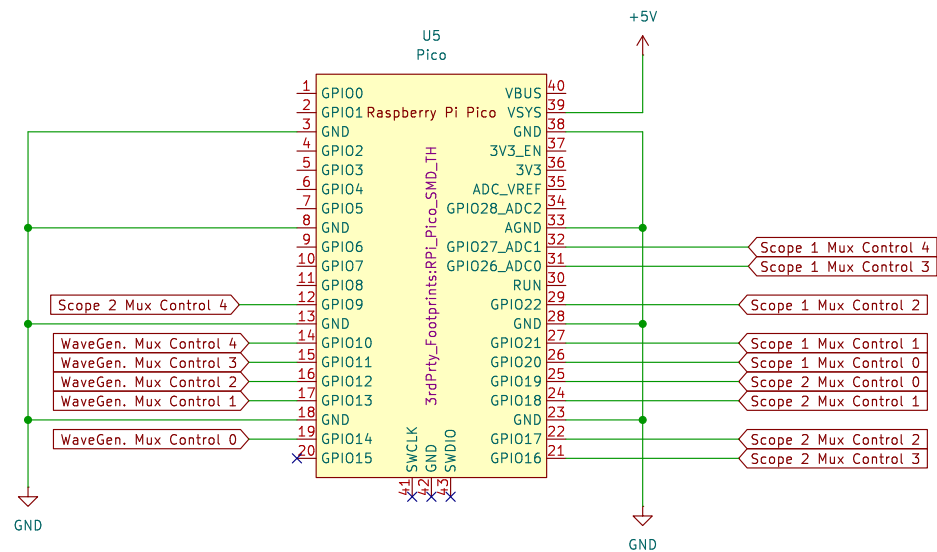 +5V
U5
Pico
1 GPIO0 VBUS 40
2 GPIO1 Raspberry Pi Pico VSYS 39
3 GND GND 38
4 GPIO2 3V3_EN 37
5 GPIO3 3V3 36
6 GPIO4 ADC_VREF 35
7 GPIO5 GPIO28_ADC2 34
8 GND AGND 33
9 GPIO6 GPIO27_ADC1 32 Scope 1 Mux Control 4
10 GPIO7 GPIO26_ADC0 31 Scope 1 Mux Control 3
11 GPIO8 RUN 30
Scope 2 Mux Control 4 12 GPIO9 GPIO22 29 Scope 1 Mux Control 2
13 GND GND 28
WaveGen. Mux Control 4 14 GPIO10 GPIO21 27 Scope 1 Mux Control 1
WaveGen. Mux Control 3 15 GPIO11 GPIO20 26 Scope 1 Mux Control 0
WaveGen. Mux Control 2 16 GPIO12 GPIO19 25 Scope 2 Mux Control 0
WaveGen. Mux Control 1 17 GPIO13 GPIO18 24 Scope 2 Mux Control 1
18 GND GND 23
WaveGen. Mux Control 0 19 GPIO14 GPIO17 22 Scope 2 Mux Control 2
20 GPIO15 GPIO16 21 Scope 2 Mux Control 3
3rdPrty_Footprints:RPi_Pico_SMD_TH
SWCLK GND SWDIO
41 42 43
GND
GND